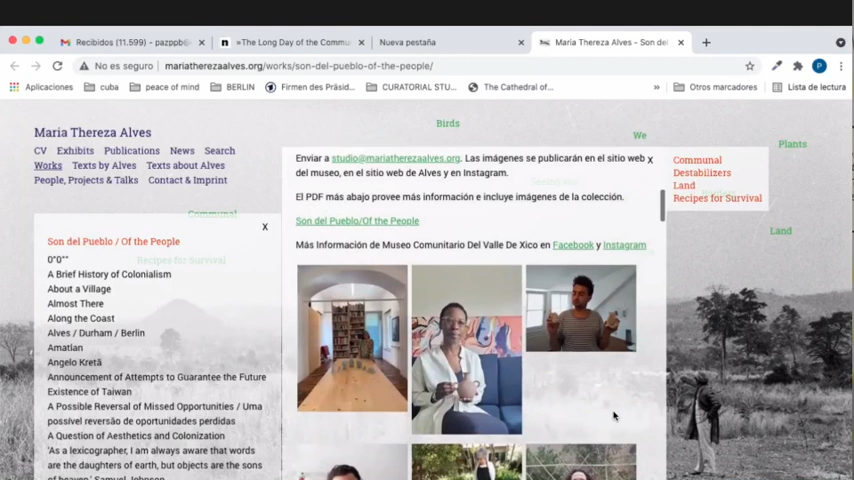 Recibidos (11.599) - pazppb@
»The Long Day of the Commu
Nueva pestaña
Maria Thereza Alves - Son del
No es seguro
mariatherezaalves.org/works/son-del-pueblo-of-the-people/
Aplicaciones
cuba
peace of mind
BERLIN
Firmen des Präsid...
CURATORIAL STU...
The Cathedral of...
»
Otros marcadores
Lista de lectura
P
Birds
We
Plants
Land
Communal
Recipes for Survival
Maria Thereza Alves
CV Exhibits Publications News Search
Works Texts by Alves Texts about Alves
People, Projects & Talks Contact & Imprint
X
Son del Pueblo / Of the People
0°0""
A Brief History of Colonialism
About a Village
Almost There
Along the Coast
Alves / Durham / Berlin
Amatlan
Angelo Kretã
Announcement of Attempts to Guarantee the Future
Existence of Taiwan
A Possible Reversal of Missed Opportunities / Uma
possível reversão de oportunidades perdidas
A Question of Aesthetics and Colonization
'As a lexicographer, I am always aware that words
are the daughters of earth, but objects are the sons
of heaven.' Samuel Johnson
X
Enviar a studio@mariatherezaalves.org. Las imágenes se publicarán en el sitio web
del museo, en el sitio web de Alves y en Instagram.
El PDF más abajo provee más información e incluye imágenes de la colección.
Son del Pueblo/Of the People
Más Información de Museo Comunitario Del Valle De Xico en Facebook y Instagram
Communal
Destabilizers
Land
Recipes for Survival